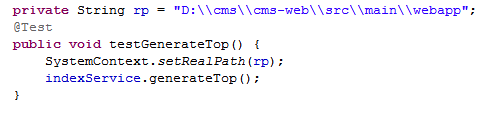 private String rp = "D:\\cms\\cms-web\\src\\main\\webapp";
@Test
public void testGenerateTop() {
SystemContext.setRealPath(rp);
indexService.generateTop();
}